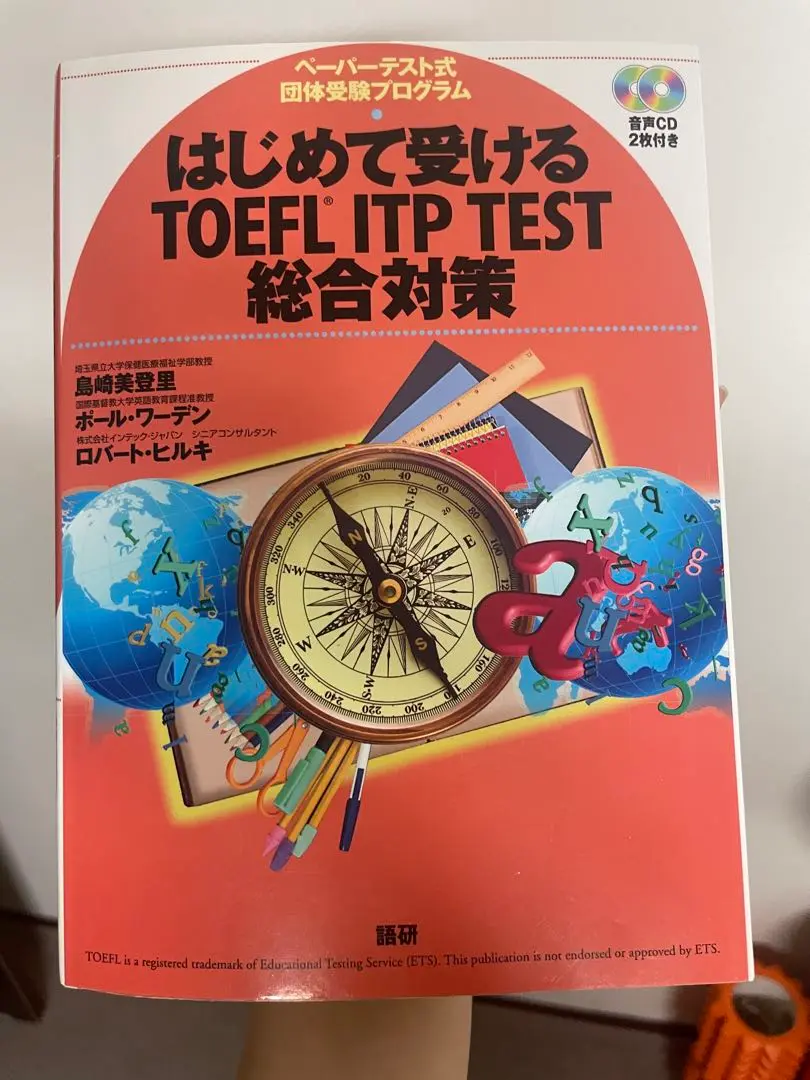 ペーパーテスト式
団体受験プログラム
音声CD
2枚付き
はじめて受ける
TOEFL® ITP TEST
総合対策
埼玉県立大学保健医療福祉学部教授
島崎美登里
国際基督教大学英語教育課程准教授
ポール・ワーデン
株式会社インテック・ジャパン シニアコンサルタント
ロバート・ヒルキ
語研
TOEFL is a registered trademark of Educational Testing Service (ETS). This publication is not endorsed or approved by ETS.